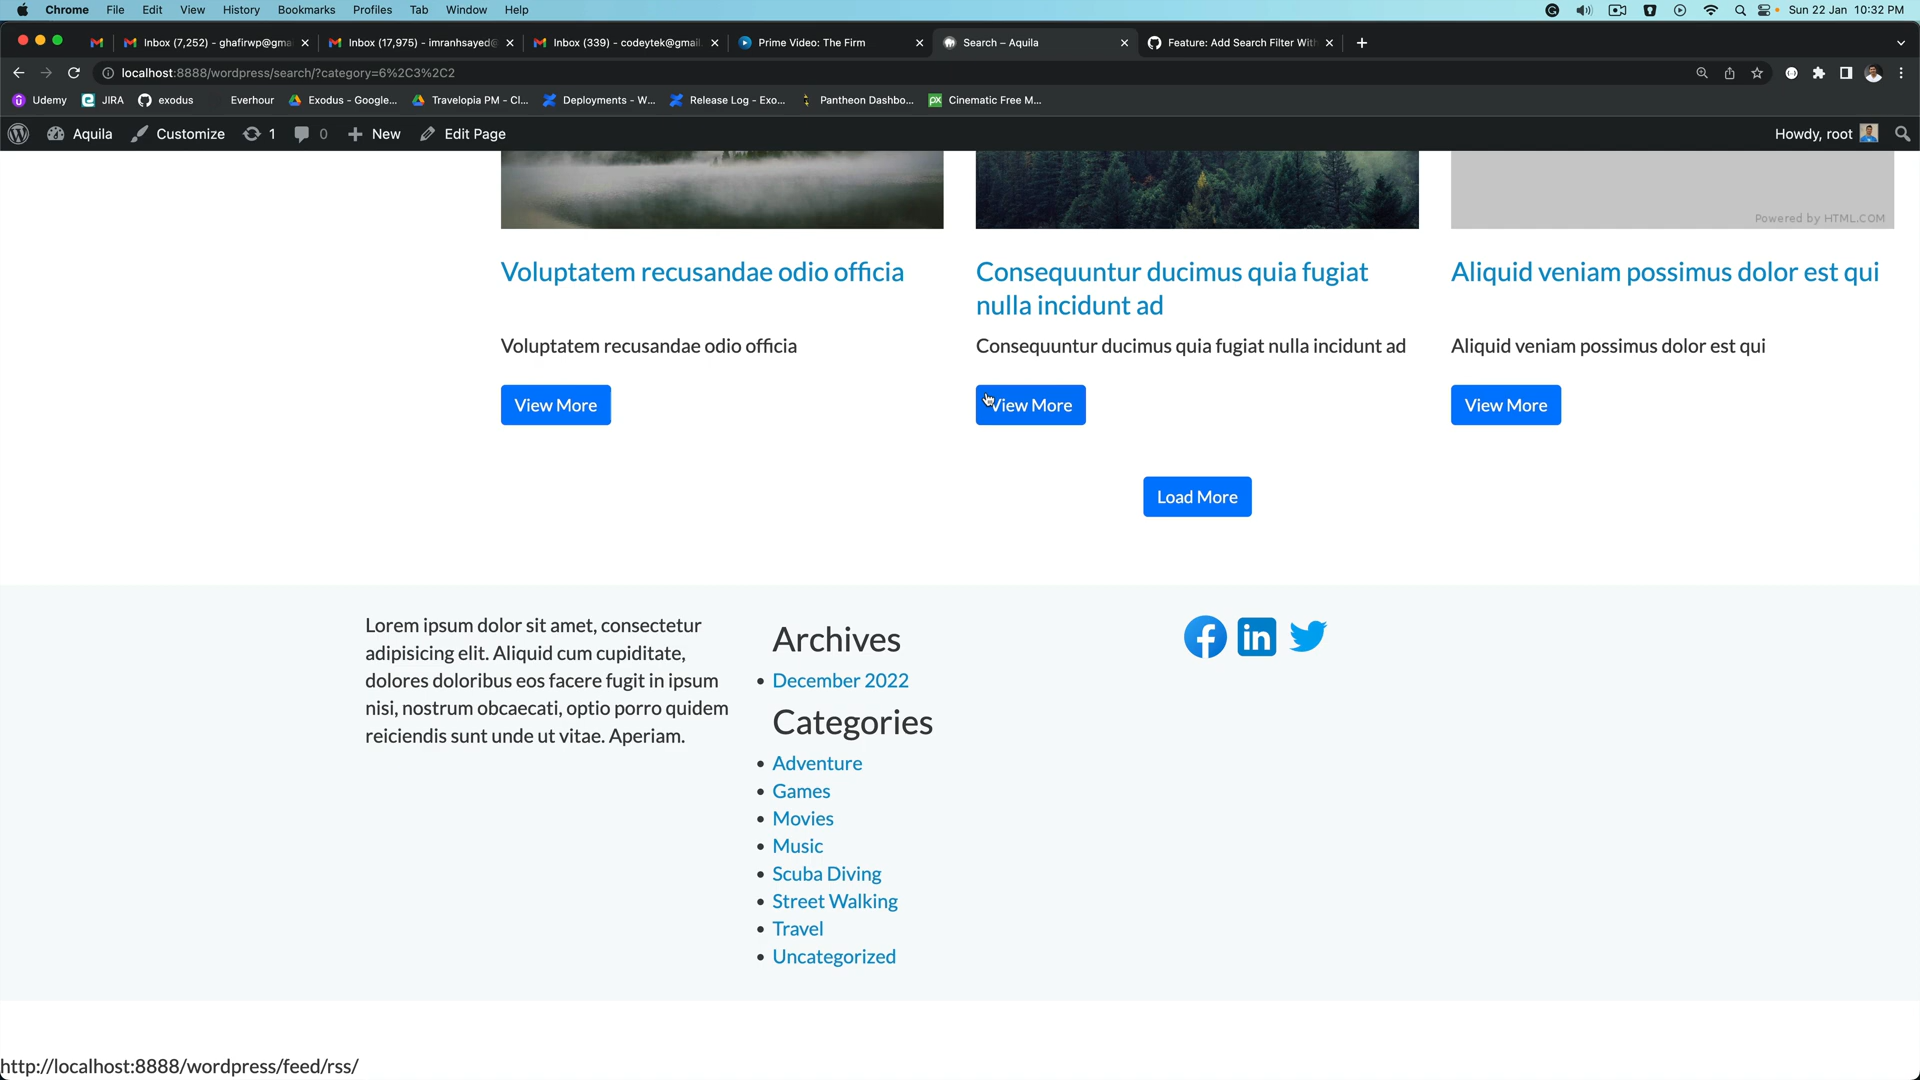 Chrome File Edit View History Bookmarks Profiles Tab Window Help Sun 22 Jan 10:32 PM
Inbox (7,252) - ghafirwp@gma Inbox (17,975) - imranhsayed@ Inbox (339) - codeytek@gmail. Prime Video: The Firm Search – Aquila Feature: Add Search Filter With
localhost:8888/wordpress/search/?category=6%2C3%2C2
Udemy JIRA exodus Everhour Exodus - Google... Travelopia PM - Cl... Deployments - W... Release Log - Exo... Pantheon Dashbo... Cinematic Free M...
Aquila Customize 1 0 New Edit Page Howdy, root
Powered by HTML.COM
Voluptatem recusandae odio officia
Consequuntur ducimus quia fugiat
nulla incidunt ad
Aliquid veniam possimus dolor est qui
Voluptatem recusandae odio officia
Consequuntur ducimus quia fugiat nulla incidunt ad
Aliquid veniam possimus dolor est qui
View More
View More
View More
Load More
Lorem ipsum dolor sit amet, consectetur
adipisicing elit. Aliquid cum cupiditate,
dolores doloribus eos facere fugit in ipsum
nisi, nostrum obcaecati, optio porro quidem
reiciendis sunt unde ut vitae. Aperiam.
Archives
December 2022
Categories
Adventure
Games
Movies
Music
Scuba Diving
Street Walking
Travel
Uncategorized
http://localhost:8888/wordpress/feed/rss/